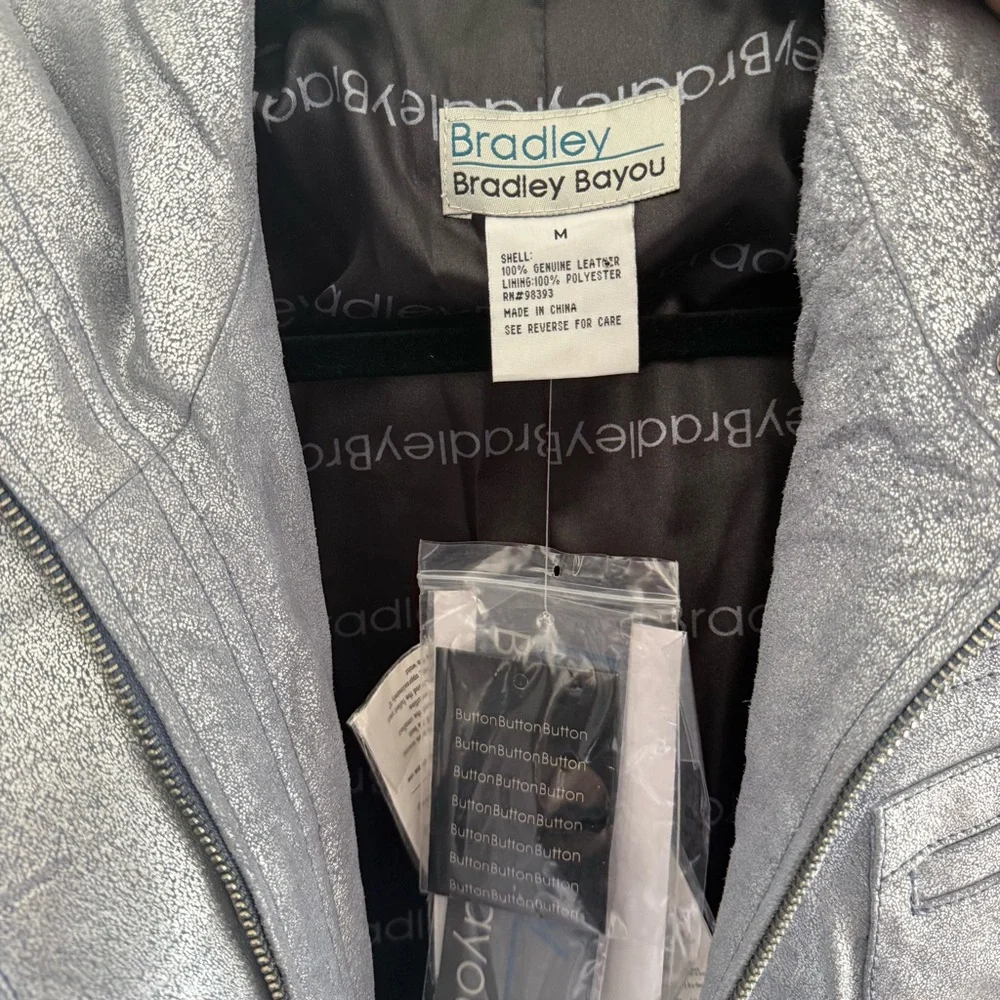 Bradley
Bradley Bayou
M
SHELL:
100% GENUINE LEATHER
LINING:100% POLYESTER
RN#98393
MADE IN CHINA
SEE REVERSE FOR CARE
BradleyBradleyBradley
ButtonButtonButton
ButtonButtonButton
ButtonButtonButton
ButtonButtonButton
ButtonButtonButton
ButtonButtonButton
ButtonButtonButton